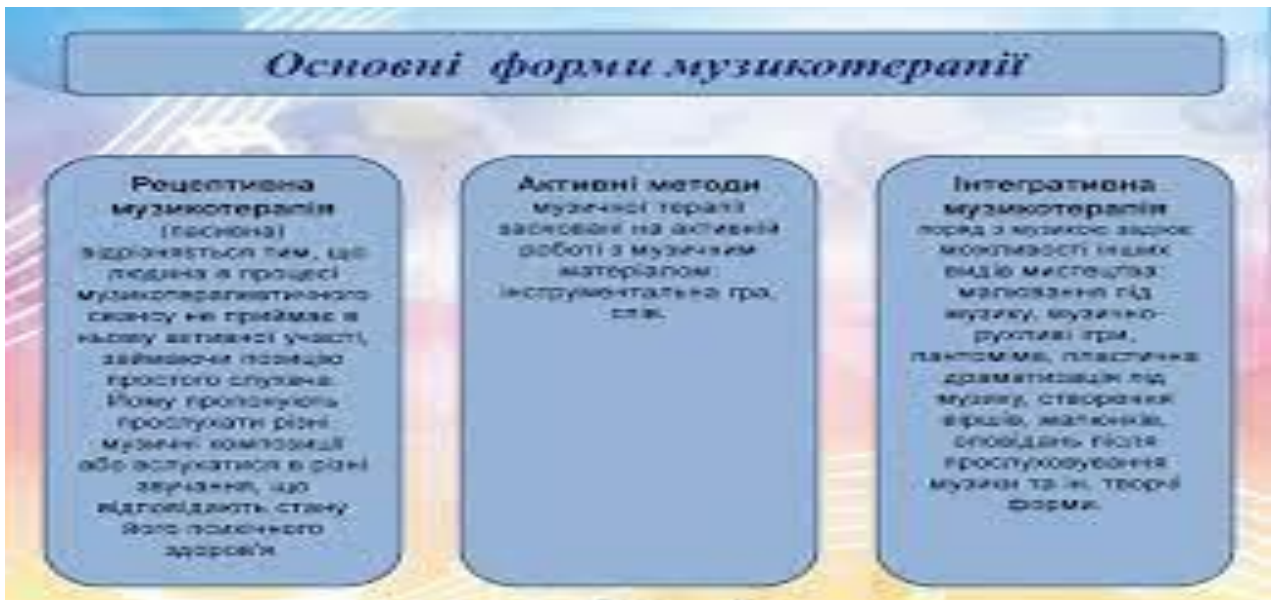 Основні форми музикотерапії
Рецептивна
музикотерапія
(пасивна)
відрізняється тим, що
людина в процесі
музикотерапевтичного
сеансу не приймає в
ньому активної участі,
займаючи позицію
простого слухача.
Йому пропонують
прослухати різні
музичні композиції
або вслухатися в різні
звучання, що
відповідають стану
його психічного
здоров'я
Активні методи
музичної терапії
засновані на активній
роботі з музичним
матеріалом:
інструментальна гра,
спів.
Інтегративна
музикотерапія
поряд з музикою задіює
можливості інших
видів мистецтва:
малювання під
музику, музично-
рухливі ігри,
пантоміма, пластична
драматизація під
музику, створення
віршів, малюнків,
оповідань після
прослуховування
музики та ін. творчі
форми.